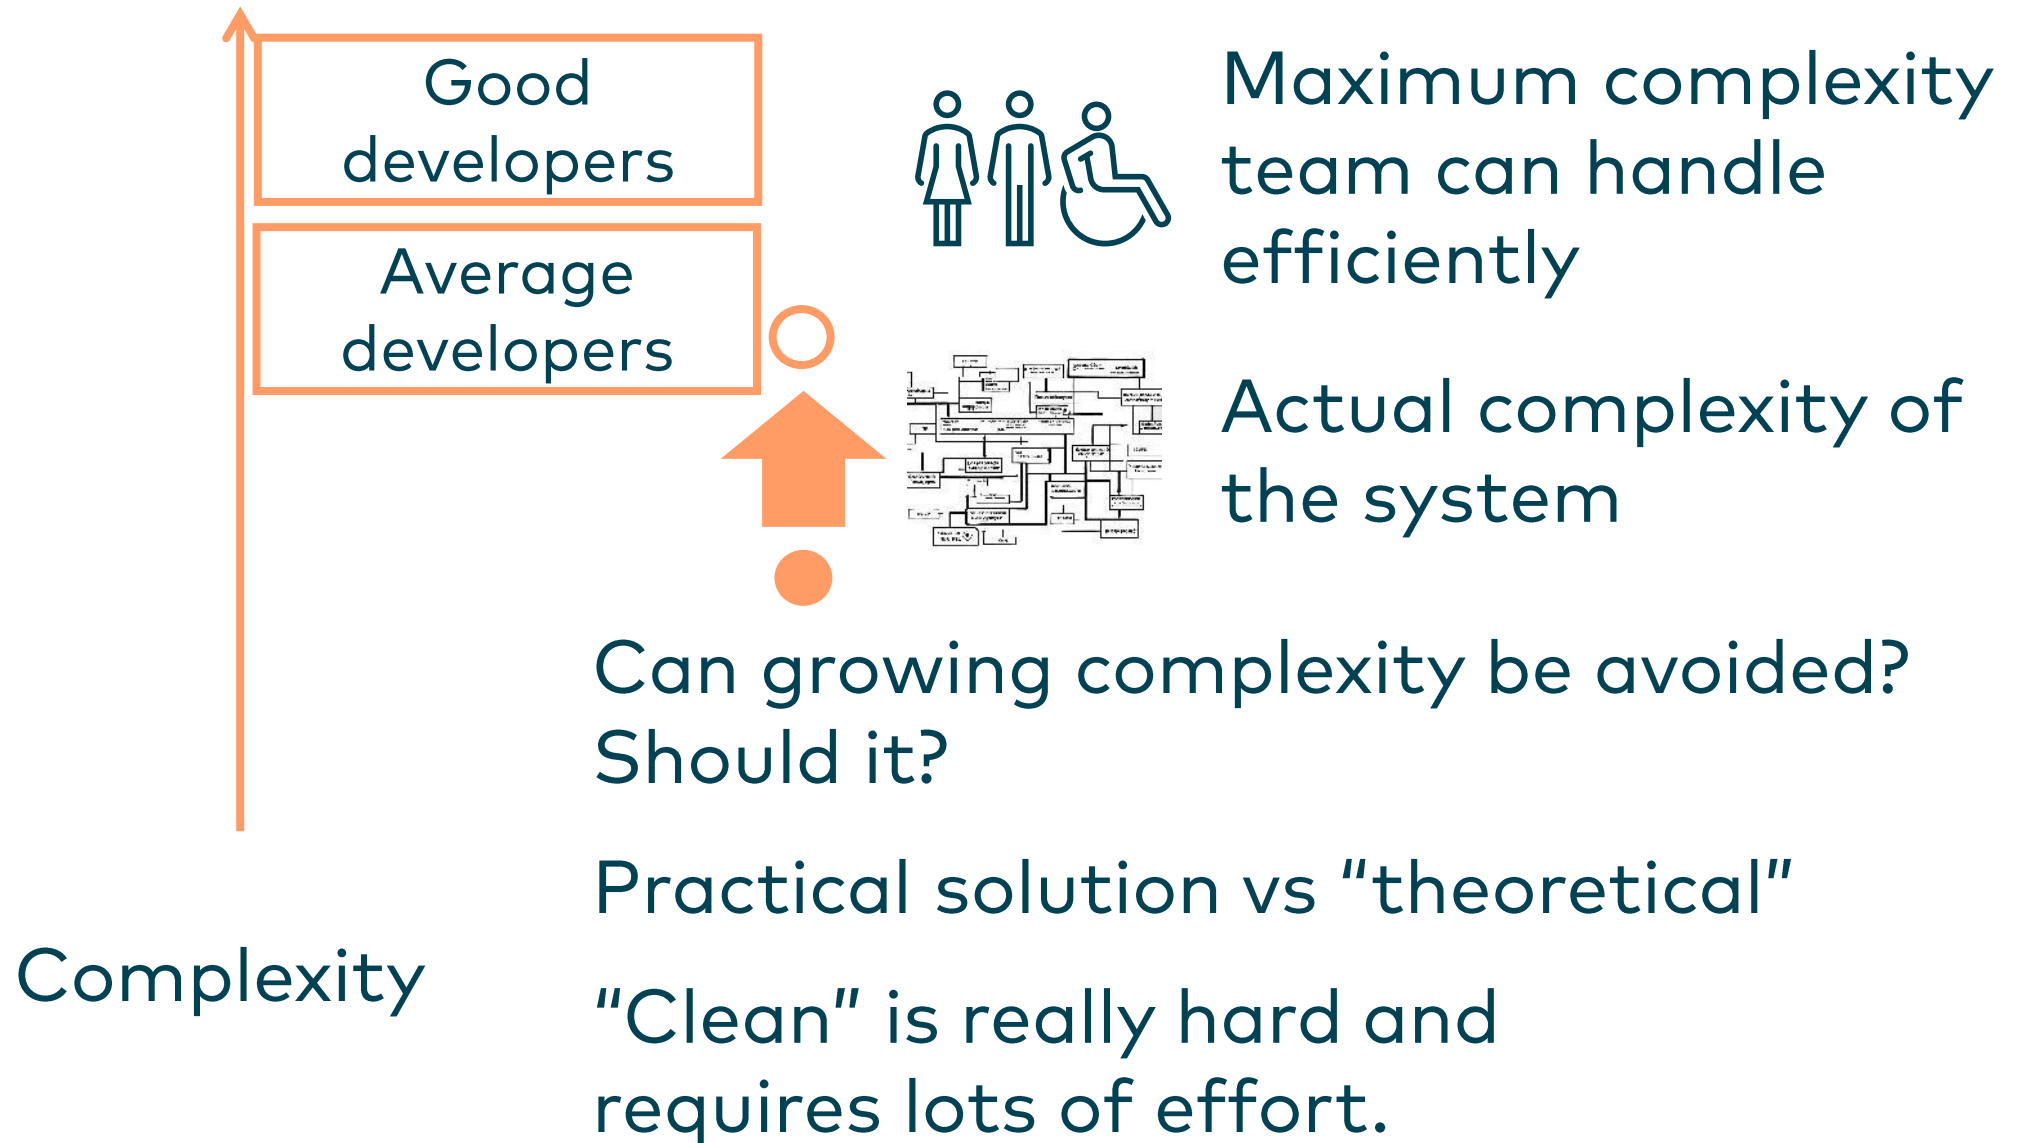 Good
developers
Average
developers
Maximum complexity
team can handle
efficiently
Actual complexity of
the system
Can growing complexity be avoided?
Should it?
Practical solution vs “theoretical”
Complexity
“Clean” is really hard and
requires lots of effort.